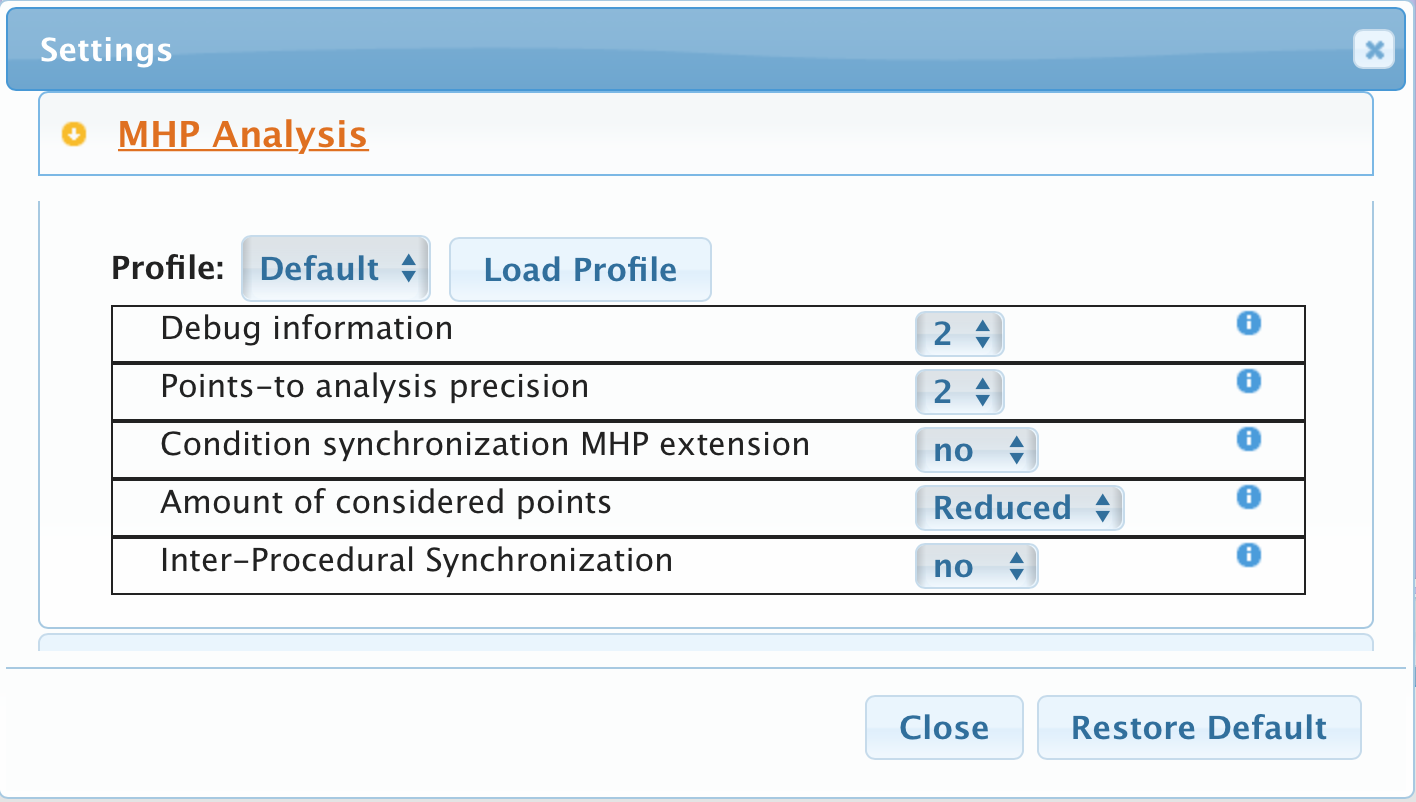 Settings
MHP Analysis
Profile: Default Load Profile
Debug information 2
Points-to analysis precision 2
Condition synchronization MHP extension no
Amount of considered points Reduced
Inter-Procedural Synchronization no
Close Restore Default